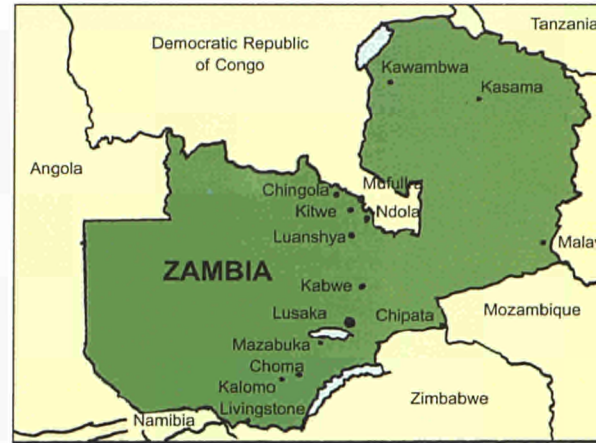 Tanzania
Democratic Republic
of Congo
Kawambwa
Kasama
Angola
Chingola
Mufulira
Kitwe
Ndola
Luanshya
Malav
ZAMBIA
Kabwe
Mozambique
Lusaka
Chipata
Mazabuka
Choma
Kalomo
Zimbabwe
Livingstone
Namibia